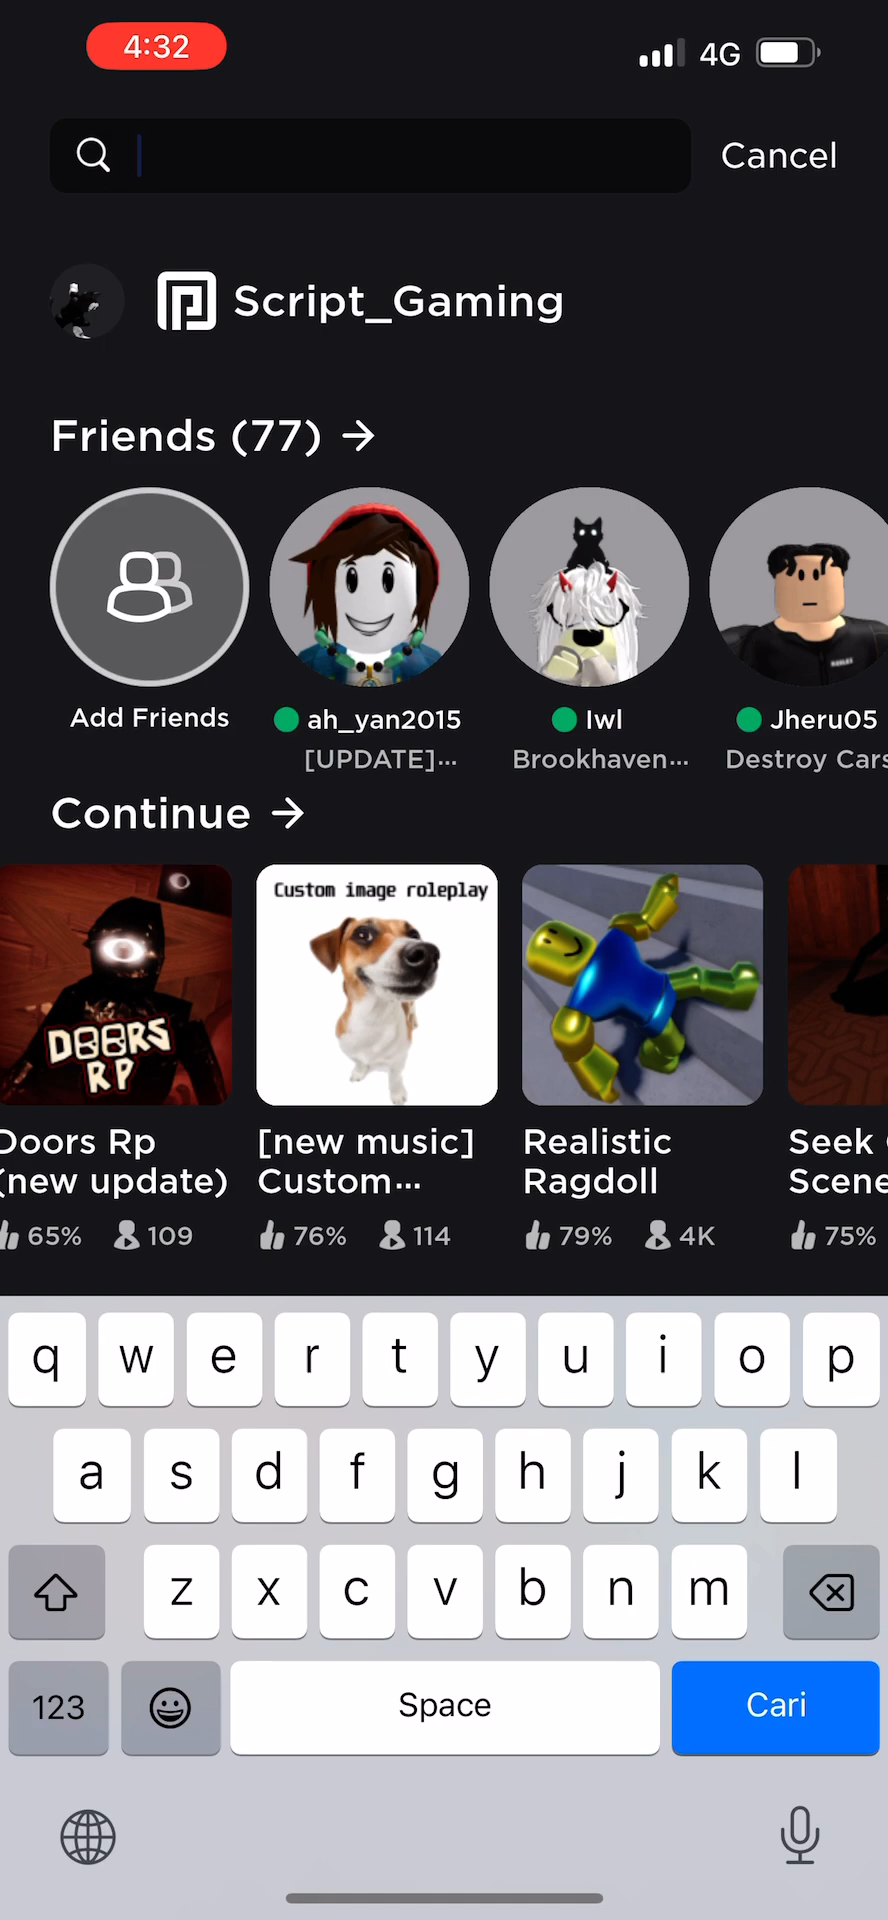 4:32 4G
Cancel
Script_Gaming
Friends (77) →
Add Friends ah_yan2015 Iwl Jheru05
[UPDATE]... Brookhaven... Destroy Cars
Continue →
Custom image roleplay
DOORS
RP
Doors Rp [new music] Realistic Seek
(new update) Custom... Ragdoll Scene
65% 109 76% 114 79% 4K 75%
q w e r t y u i o p
a s d f g h j k l
z x c v b n m
123 Space Cari